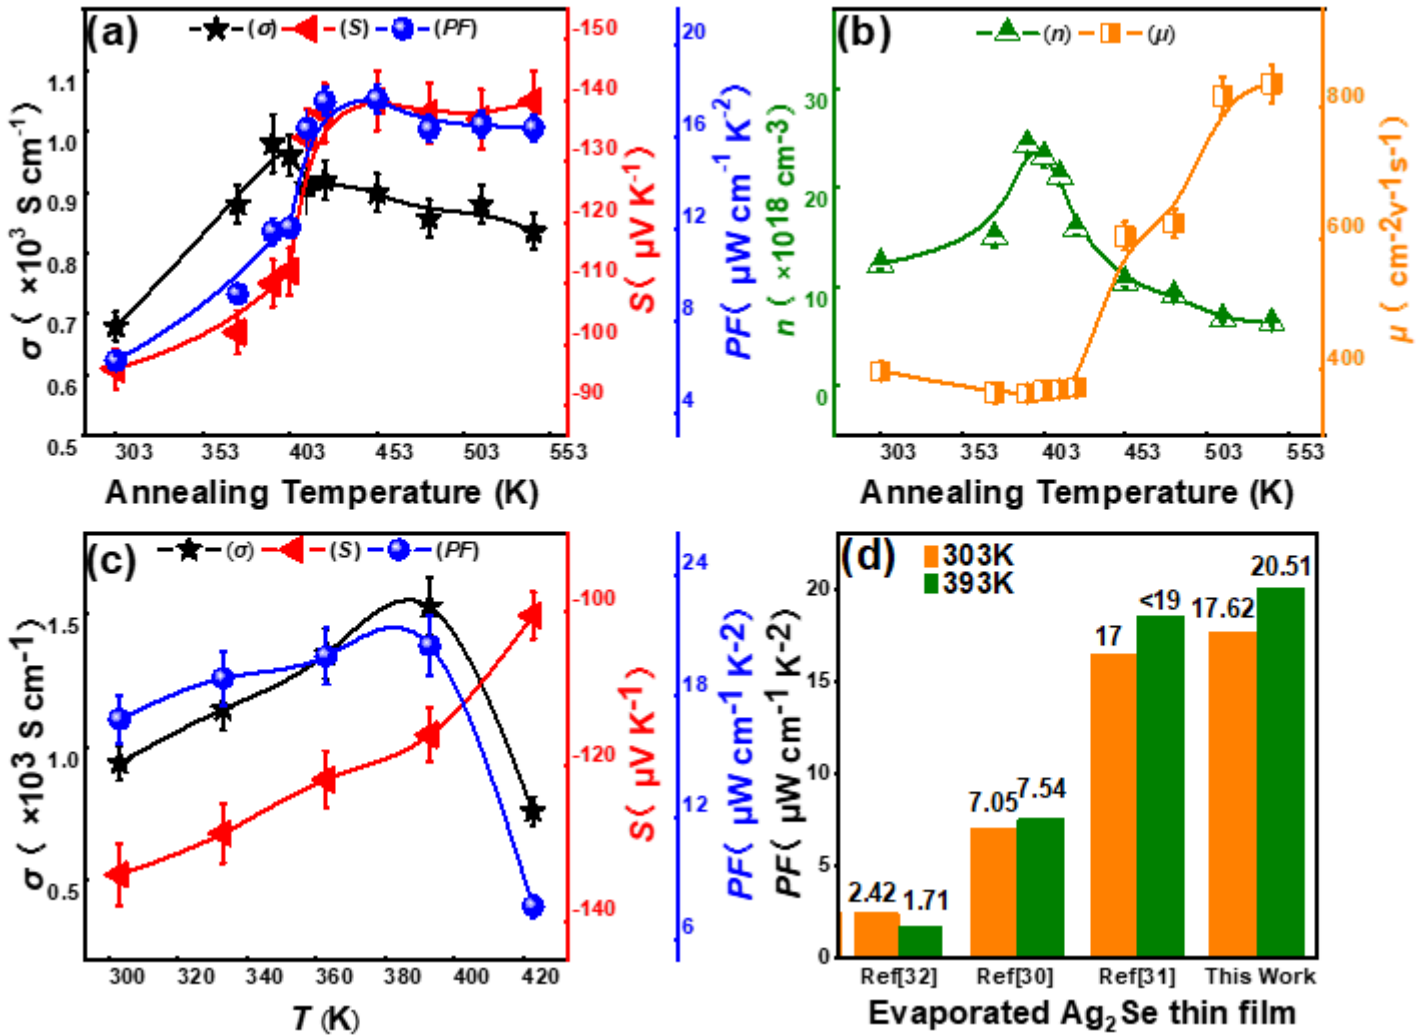 (a)
(σ) (S) (PF)
1.1
1.0
0.9
0.8
0.7
0.6
0.5
σ ( ×10³ S cm⁻¹)
303 353 403 453 503 553
Annealing Temperature (K)
-150
-140
-130
-120
-110
-100
-90
S( μV K⁻¹)
20
16
12
8
4
PF( μW cm⁻¹ K⁻²)
(b)
(n) (μ)
30
20
10
0
n ( ×1018 cm-3)
303 353 403 453 503 553
Annealing Temperature (K)
800
600
400
μ ( cm-2v-1s-1)
(c)
(σ) (S) (PF)
1.5
1.0
0.5
σ ( ×103 S cm-1)
300 320 340 360 380 400 420
T (K)
-100
-120
-140
S( μV K-1)
24
18
12
6
PF( μW cm-1 K-2)
(d)
303K
393K
20
15
10
5
0
PF( μW cm-1 K-2)
2.42 1.71
7.05 7.54
17 <19
17.62 20.51
Ref[32] Ref[30] Ref[31] This Work
Evaporated Ag₂Se thin film